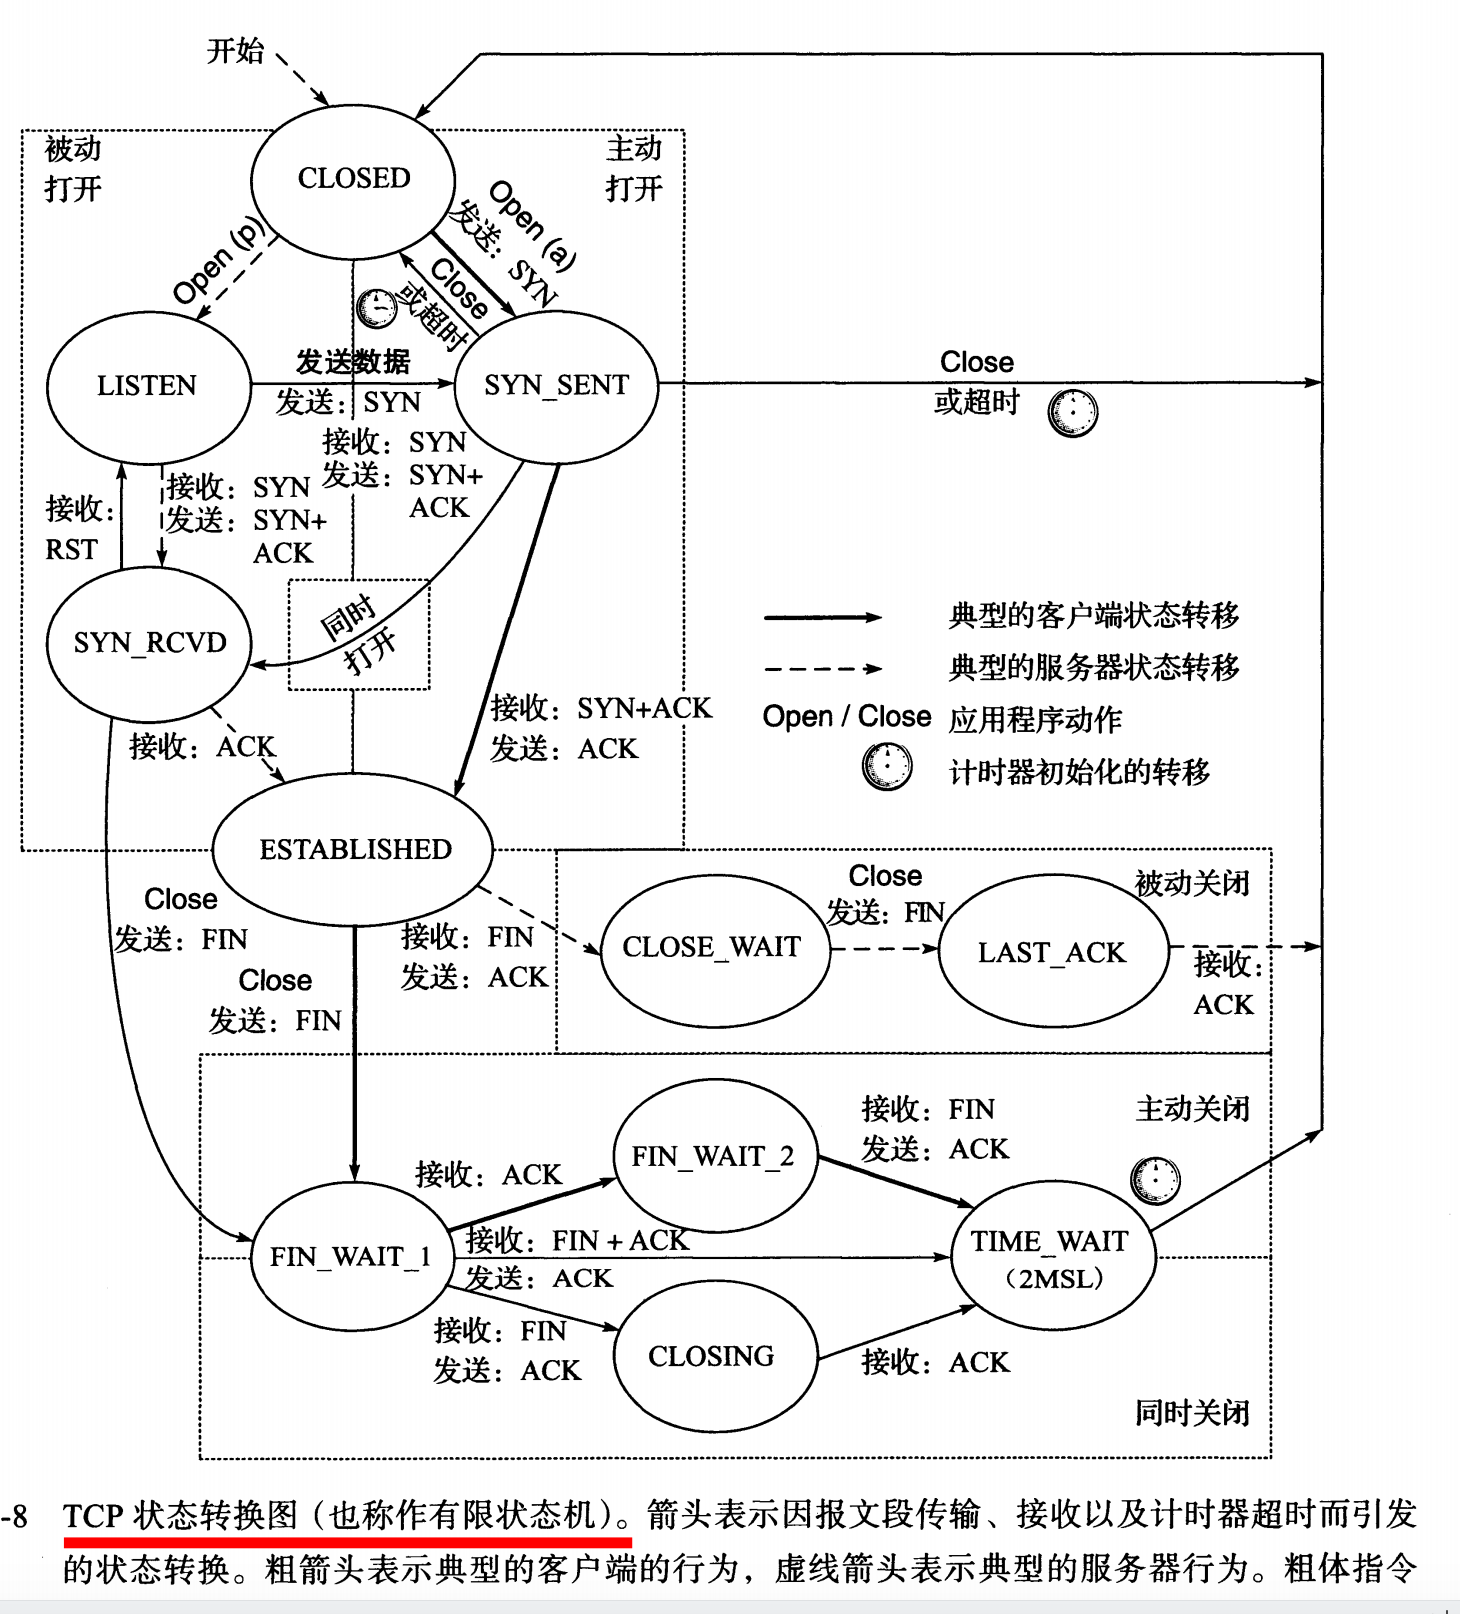 开始
被动
打开
主动
打开
CLOSED
Open (p)
Open (a)
发送：SYN
Close
或超时
LISTEN
发送数据
发送：SYN
SYN_SENT
Close
或超时
接收：SYN
发送：SYN+
ACK
接收：
RST
接收：SYN
发送：SYN+
ACK
同时
打开
SYN_RCVD
典型的客户端状态转移
典型的服务器状态转移
Open / Close 应用程序动作
计时器初始化的转移
接收：SYN+ACK
发送：ACK
接收：ACK
ESTABLISHED
Close
发送：FIN
Close
发送：FIN
接收：FIN
发送：ACK
CLOSE_WAIT
Close
发送：FIN
LAST_ACK
被动关闭
接收：
ACK
主动关闭
FIN_WAIT_1
接收：ACK
FIN_WAIT_2
接收：FIN
发送：ACK
接收：FIN + ACK
发送：ACK
TIME_WAIT
（2MSL）
接收：FIN
发送：ACK
CLOSING
接收：ACK
同时关闭
-8 TCP 状态转换图（也称作有限状态机）。箭头表示因报文段传输、接收以及计时器超时而引发
的状态转换。粗箭头表示典型的客户端的行为，虚线箭头表示典型的服务器行为。粗体指令